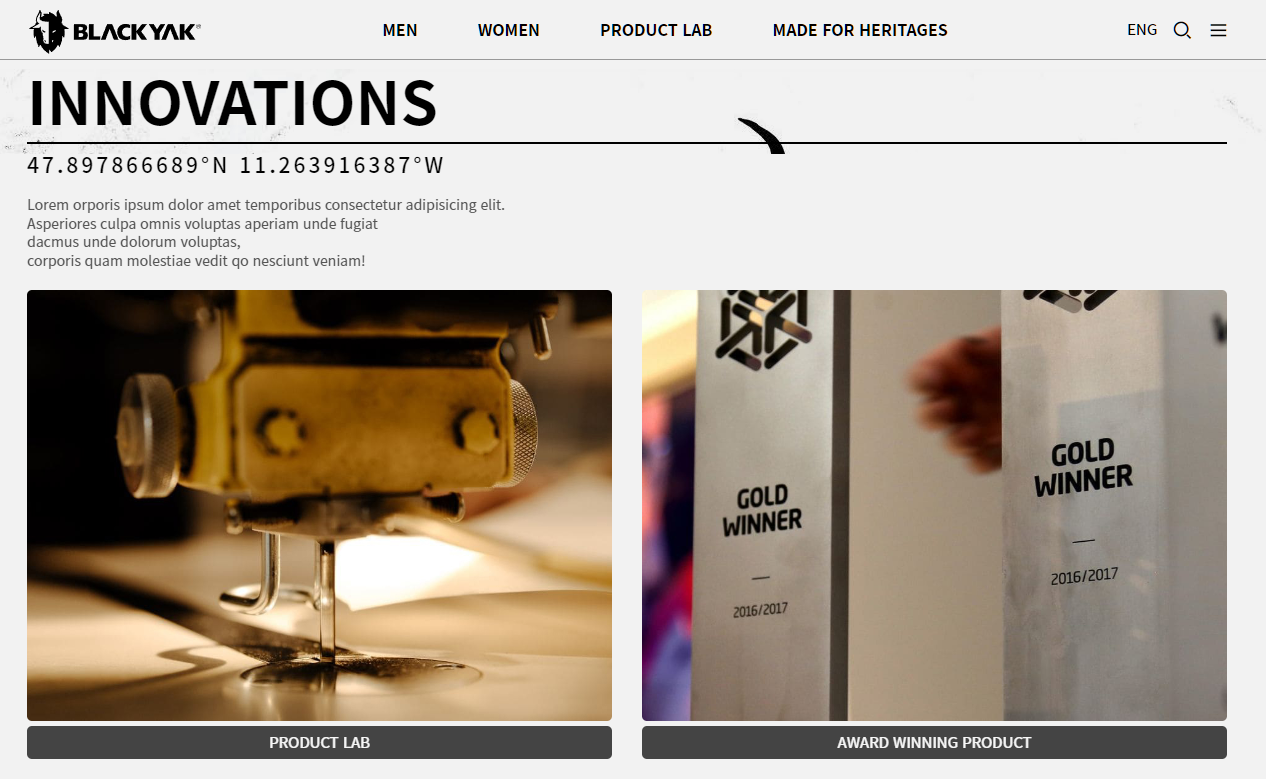 BLACKYAK®
MEN WOMEN PRODUCT LAB MADE FOR HERITAGES
ENG
INNOVATIONS
47.897866689°N 11.263916387°W
Lorem orporis ipsum dolor amet temporibus consectetur adipisicing elit.
Asperiores culpa omnis voluptas aperiam unde fugiat
dacmus unde dolorum voluptas,
corporis quam molestiae vedit qo nesciunt veniam!
GOLD
WINNER
2016/2017
GOLD
WINNER
2016/2017
PRODUCT LAB
AWARD WINNING PRODUCT